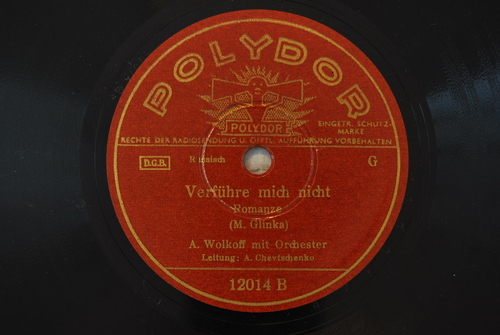 POLYDOR
POLYDOR
EINGETR. SCHUTZ-
MARKE
RECHTE DER RADIOSENDUNG U. ÖFFTL. AUFFÜHRUNG VORBEHALTEN
D.G.B.
Russisch
G
Verführe mich nicht
Romanze
(M. Glinka)
A. Wolkoff mit Orchester
Leitung: A. Chevtschenko
12014 B